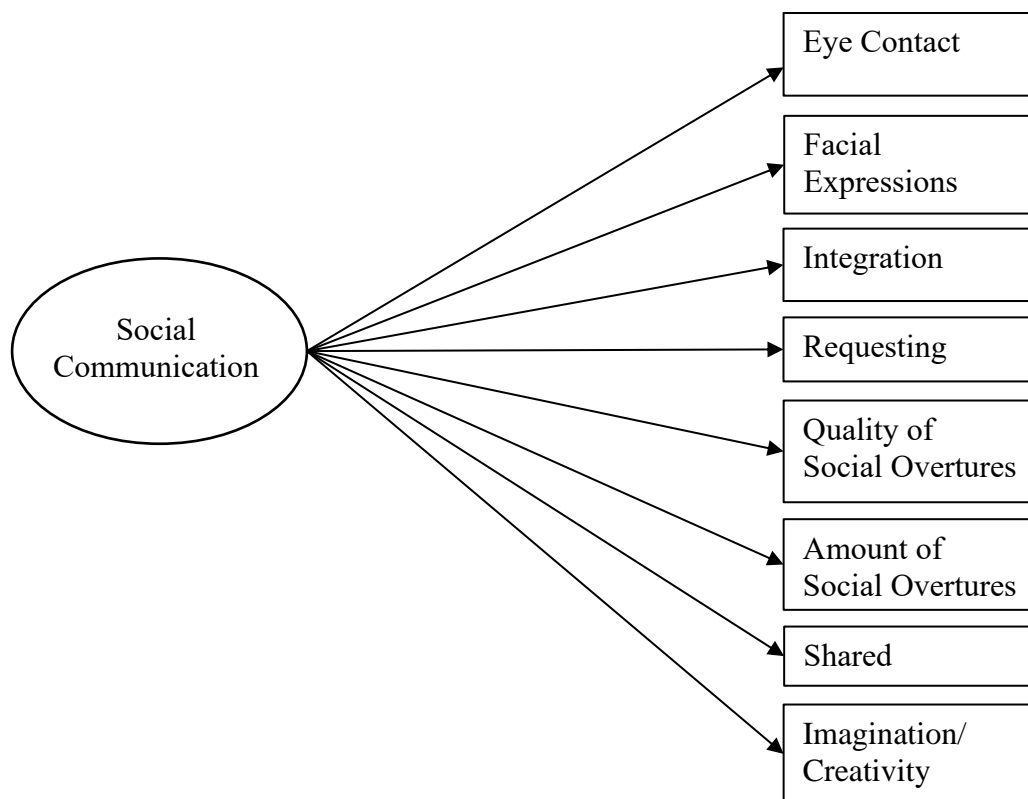 Eye Contact
Facial
Expressions
Integration
Social
Communication
Requesting
Quality of
Social Overtures
Amount of
Social Overtures
Shared
Imagination/
Creativity